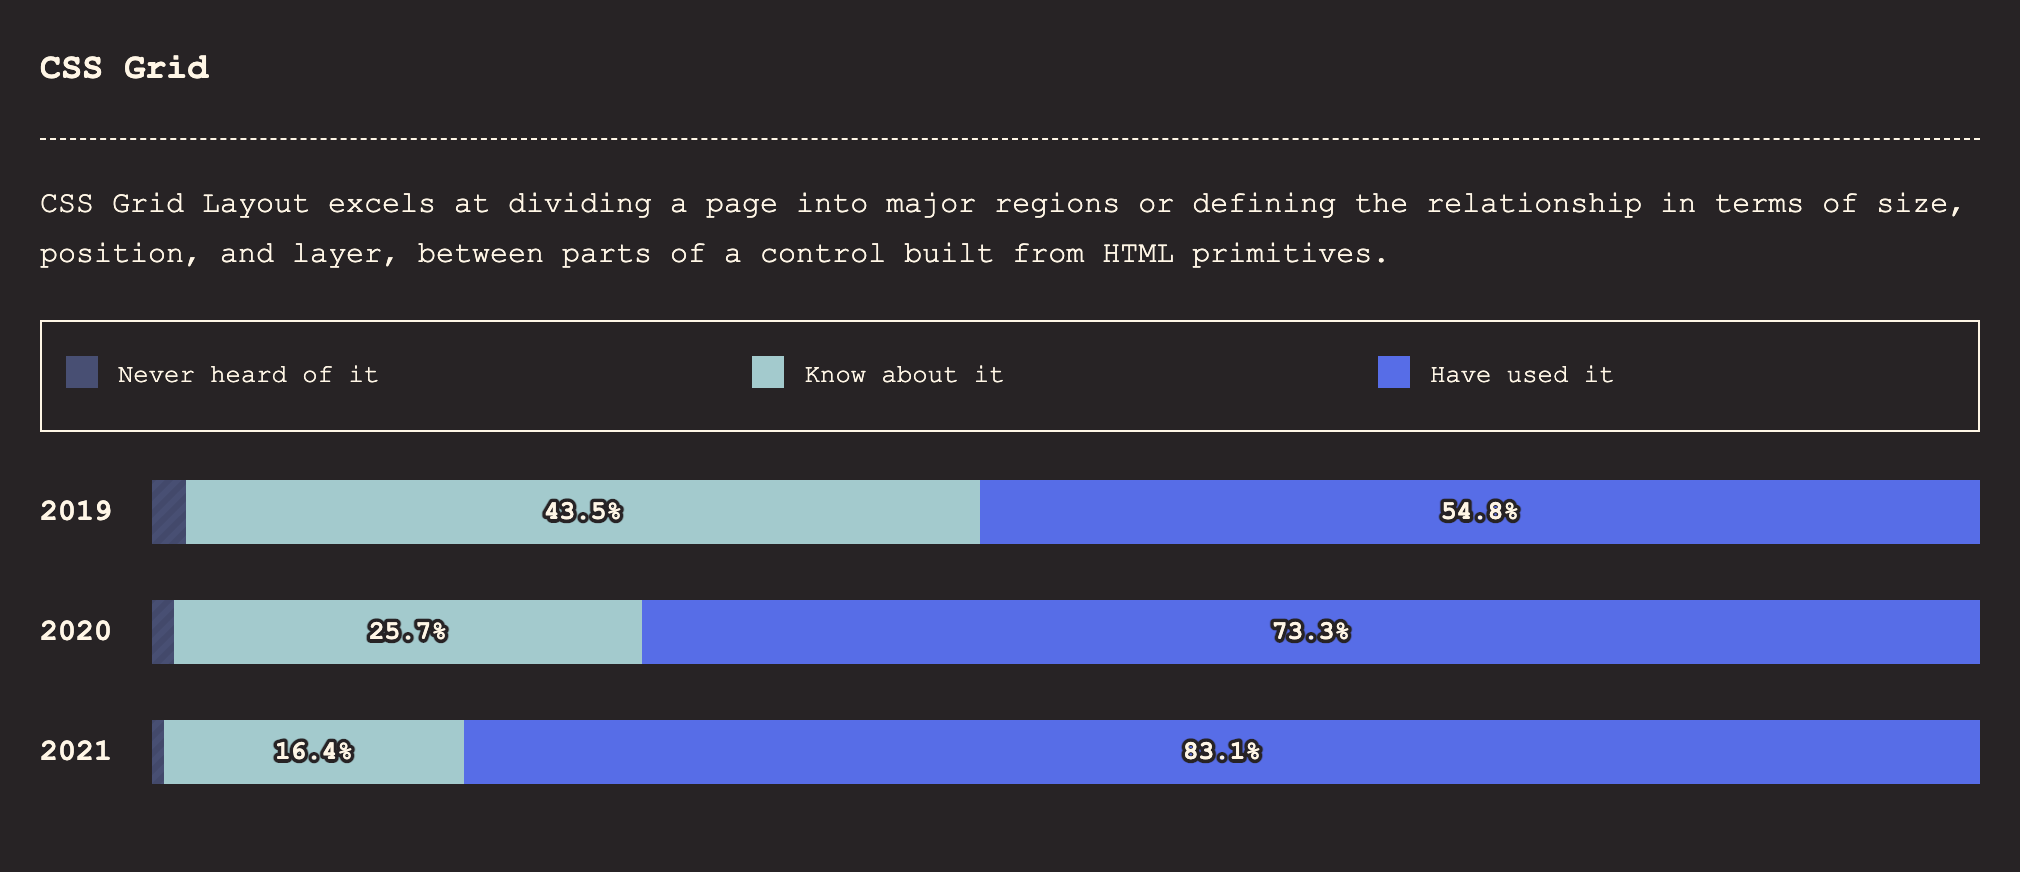 CSS Grid
CSS Grid Layout excels at dividing a page into major regions or defining the relationship in terms of size,
position, and layer, between parts of a control built from HTML primitives.
Never heard of it Know about it Have used it
2019 43.5% 54.8%
2020 25.7% 73.3%
2021 16.4% 83.1%